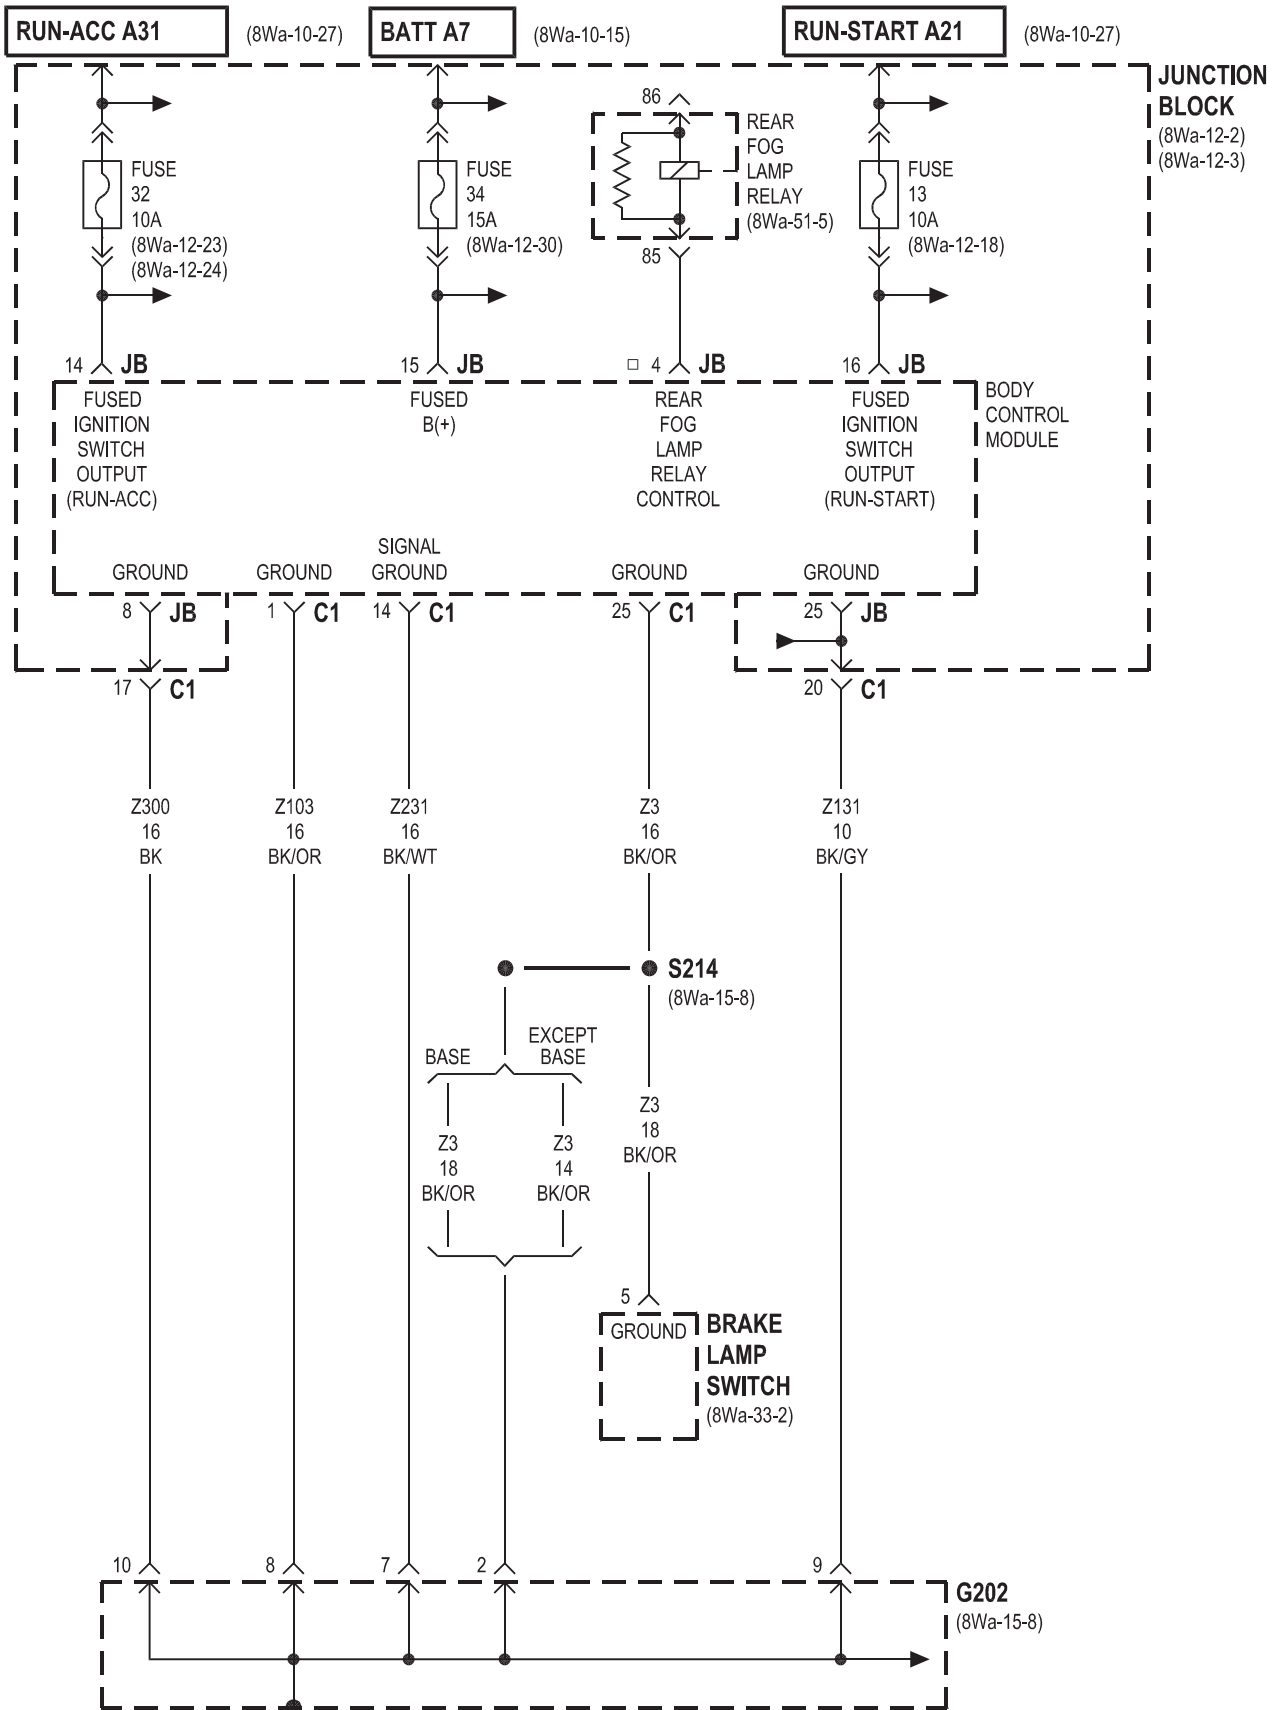 RUN-ACC A31
(8Wa-10-27)
BATT A7
(8Wa-10-15)
RUN-START A21
(8Wa-10-27)
JUNCTION
BLOCK
(8Wa-12-2)
(8Wa-12-3)
FUSE
32
10A
(8Wa-12-23)
(8Wa-12-24)
FUSE
34
15A
(8Wa-12-30)
86
REAR
FOG
LAMP
RELAY
(8Wa-51-5)
85
FUSE
13
10A
(8Wa-12-18)
14 JB
15 JB
4 JB
16 JB
BODY
CONTROL
MODULE
FUSED
IGNITION
SWITCH
OUTPUT
(RUN-ACC)
FUSED
B(+)
REAR
FOG
LAMP
RELAY
CONTROL
FUSED
IGNITION
SWITCH
OUTPUT
(RUN-START)
GROUND
GROUND
SIGNAL
GROUND
GROUND
GROUND
8 JB
1 C1
14 C1
25 C1
25 JB
17 C1
20 C1
Z300
16
BK
Z103
16
BK/OR
Z231
16
BK/WT
Z3
16
BK/OR
Z131
10
BK/GY
S214
(8Wa-15-8)
BASE
EXCEPT
BASE
Z3
18
BK/OR
Z3
14
BK/OR
Z3
18
BK/OR
5
GROUND
BRAKE
LAMP
SWITCH
(8Wa-33-2)
10
8
7
2
9
G202
(8Wa-15-8)